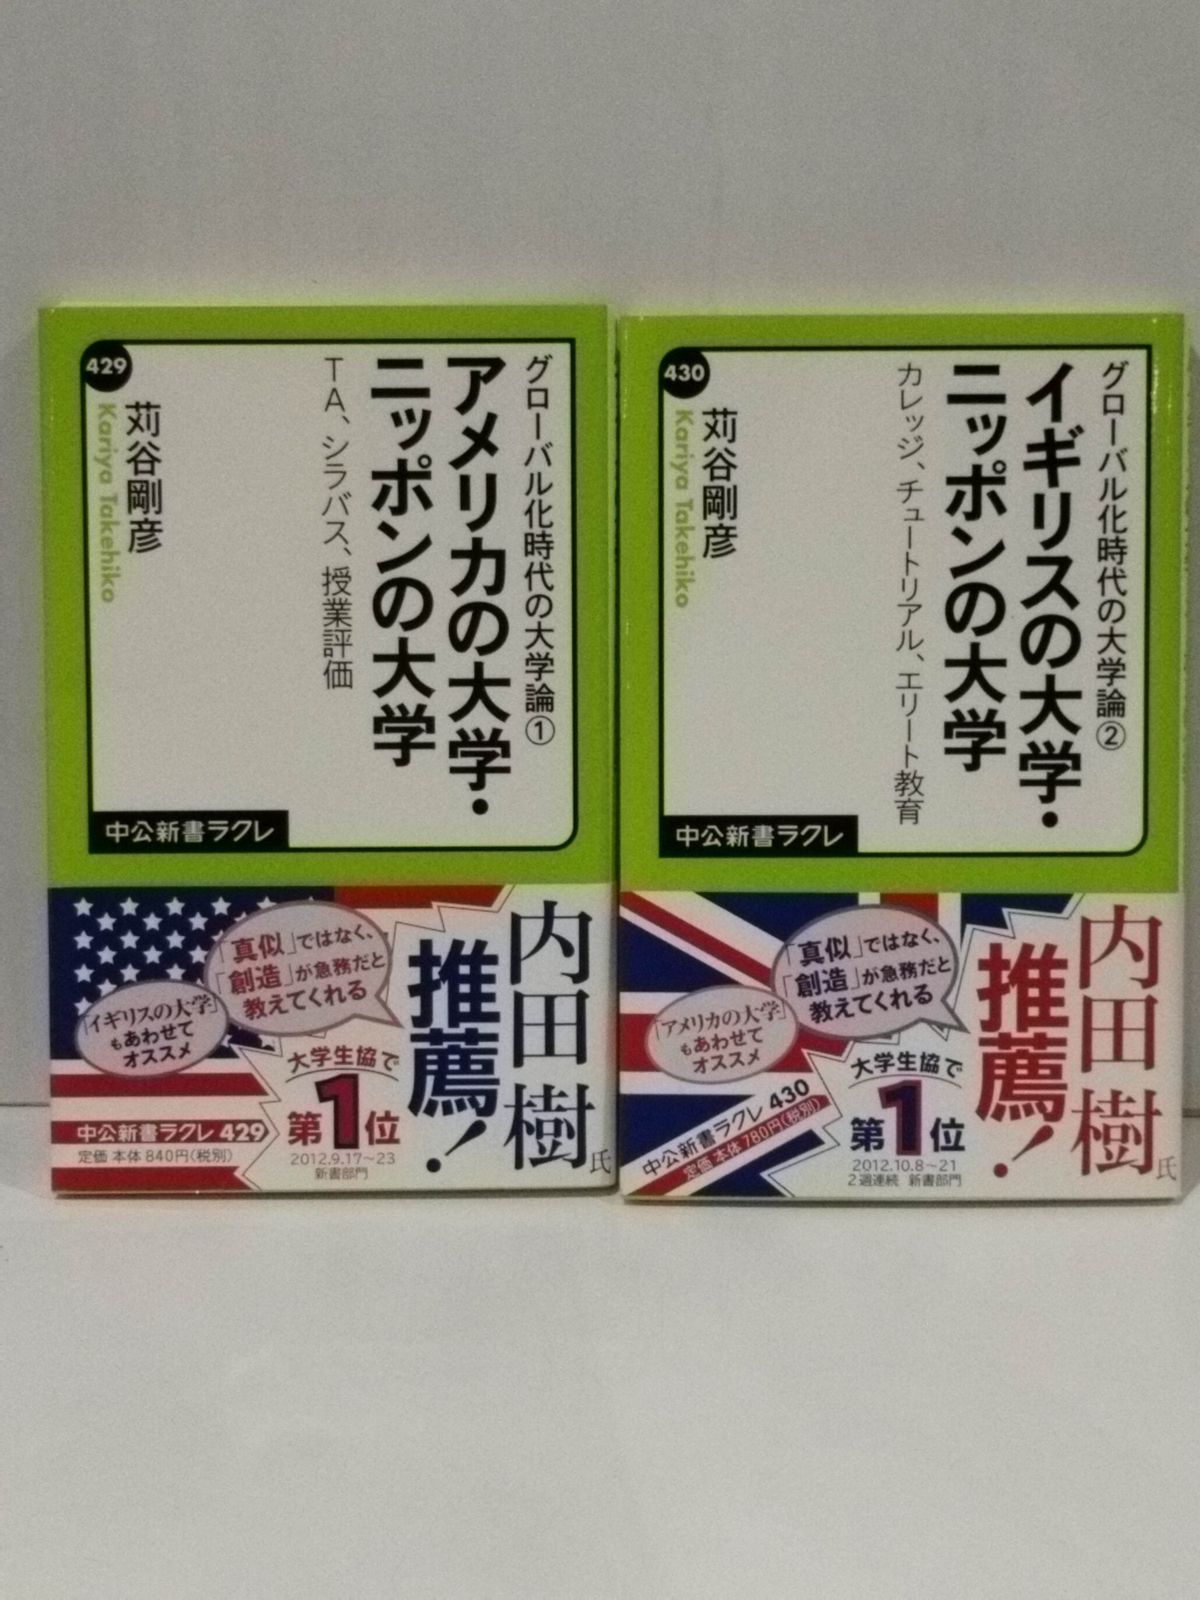 429
グローバル化時代の大学論①
アメリカの大学・
ニッポンの大学
TA、シラバス、授業評価
苅谷剛彦
Kariya Takehiko
中公新書ラクレ
内田樹氏
推薦!
「真似」ではなく、
「創造」が急務だと
教えてくれる
「イギリスの大学」
もあわせて
オススメ
大学生協で
第1位
2012.9.17〜23
新書部門
中公新書ラクレ 429
定価 本体840円(税別)
430
グローバル化時代の大学論②
イギリスの大学・
ニッポンの大学
カレッジ、チュートリアル、エリート教育
苅谷剛彦
Kariya Takehiko
中公新書ラクレ
内田樹氏
推薦!
「真似」ではなく、
「創造」が急務だと
教えてくれる
「アメリカの大学」
もあわせて
オススメ
大学生協で
第1位
2012.10.8〜21
2週連続 新書部門
中公新書ラクレ 430
定価 本体780円(税別)